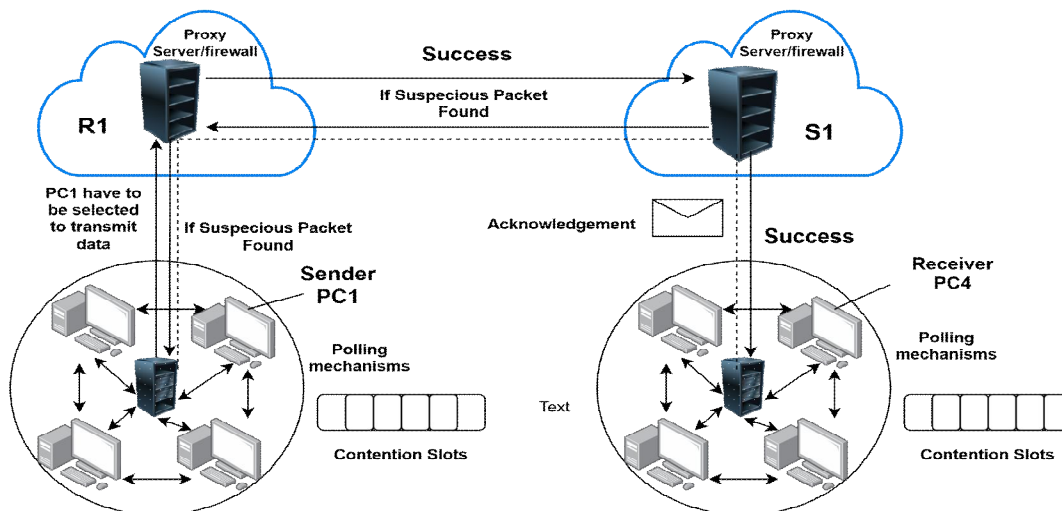 Proxy
Server/firewall
R1
Success
If Suspecious Packet
Found
Proxy
Server/firewall
S1
PC1 have to
be selected
to transmit
data
If Suspecious Packet
Found
Acknowledgement
Success
Sender
PC1
Receiver
PC4
Polling
mechanisms
Polling
mechanisms
Text
Contention Slots
Contention Slots